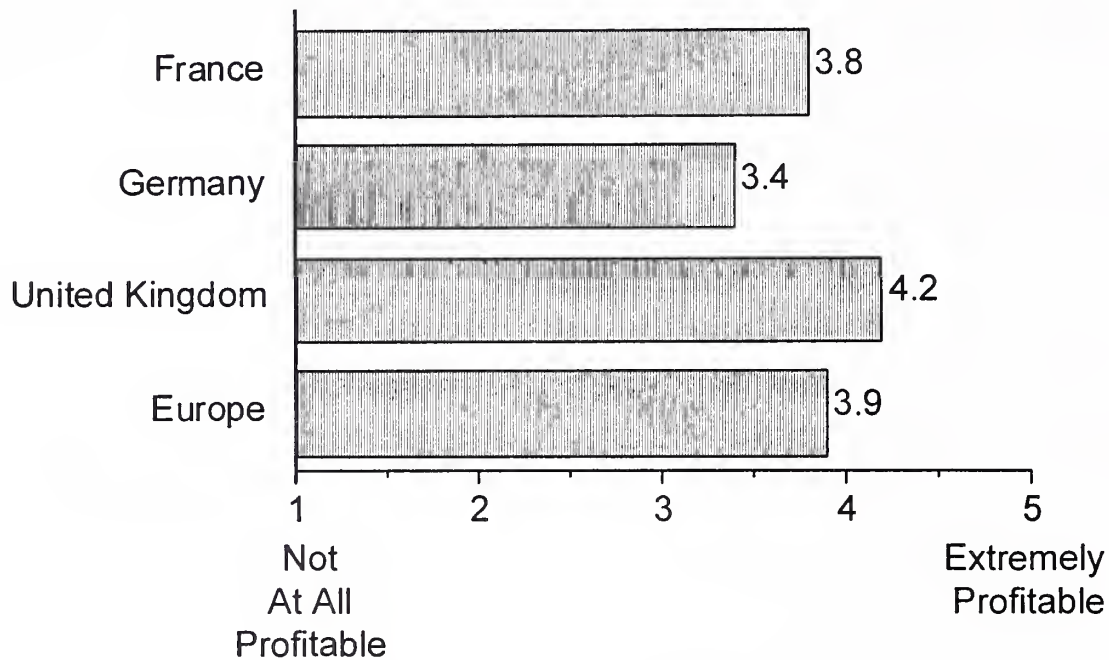 France 3.8
Germany 3.4
United Kingdom 4.2
Europe 3.9
1 2 3 4 5
Not Extremely
At All Profitable
Profitable